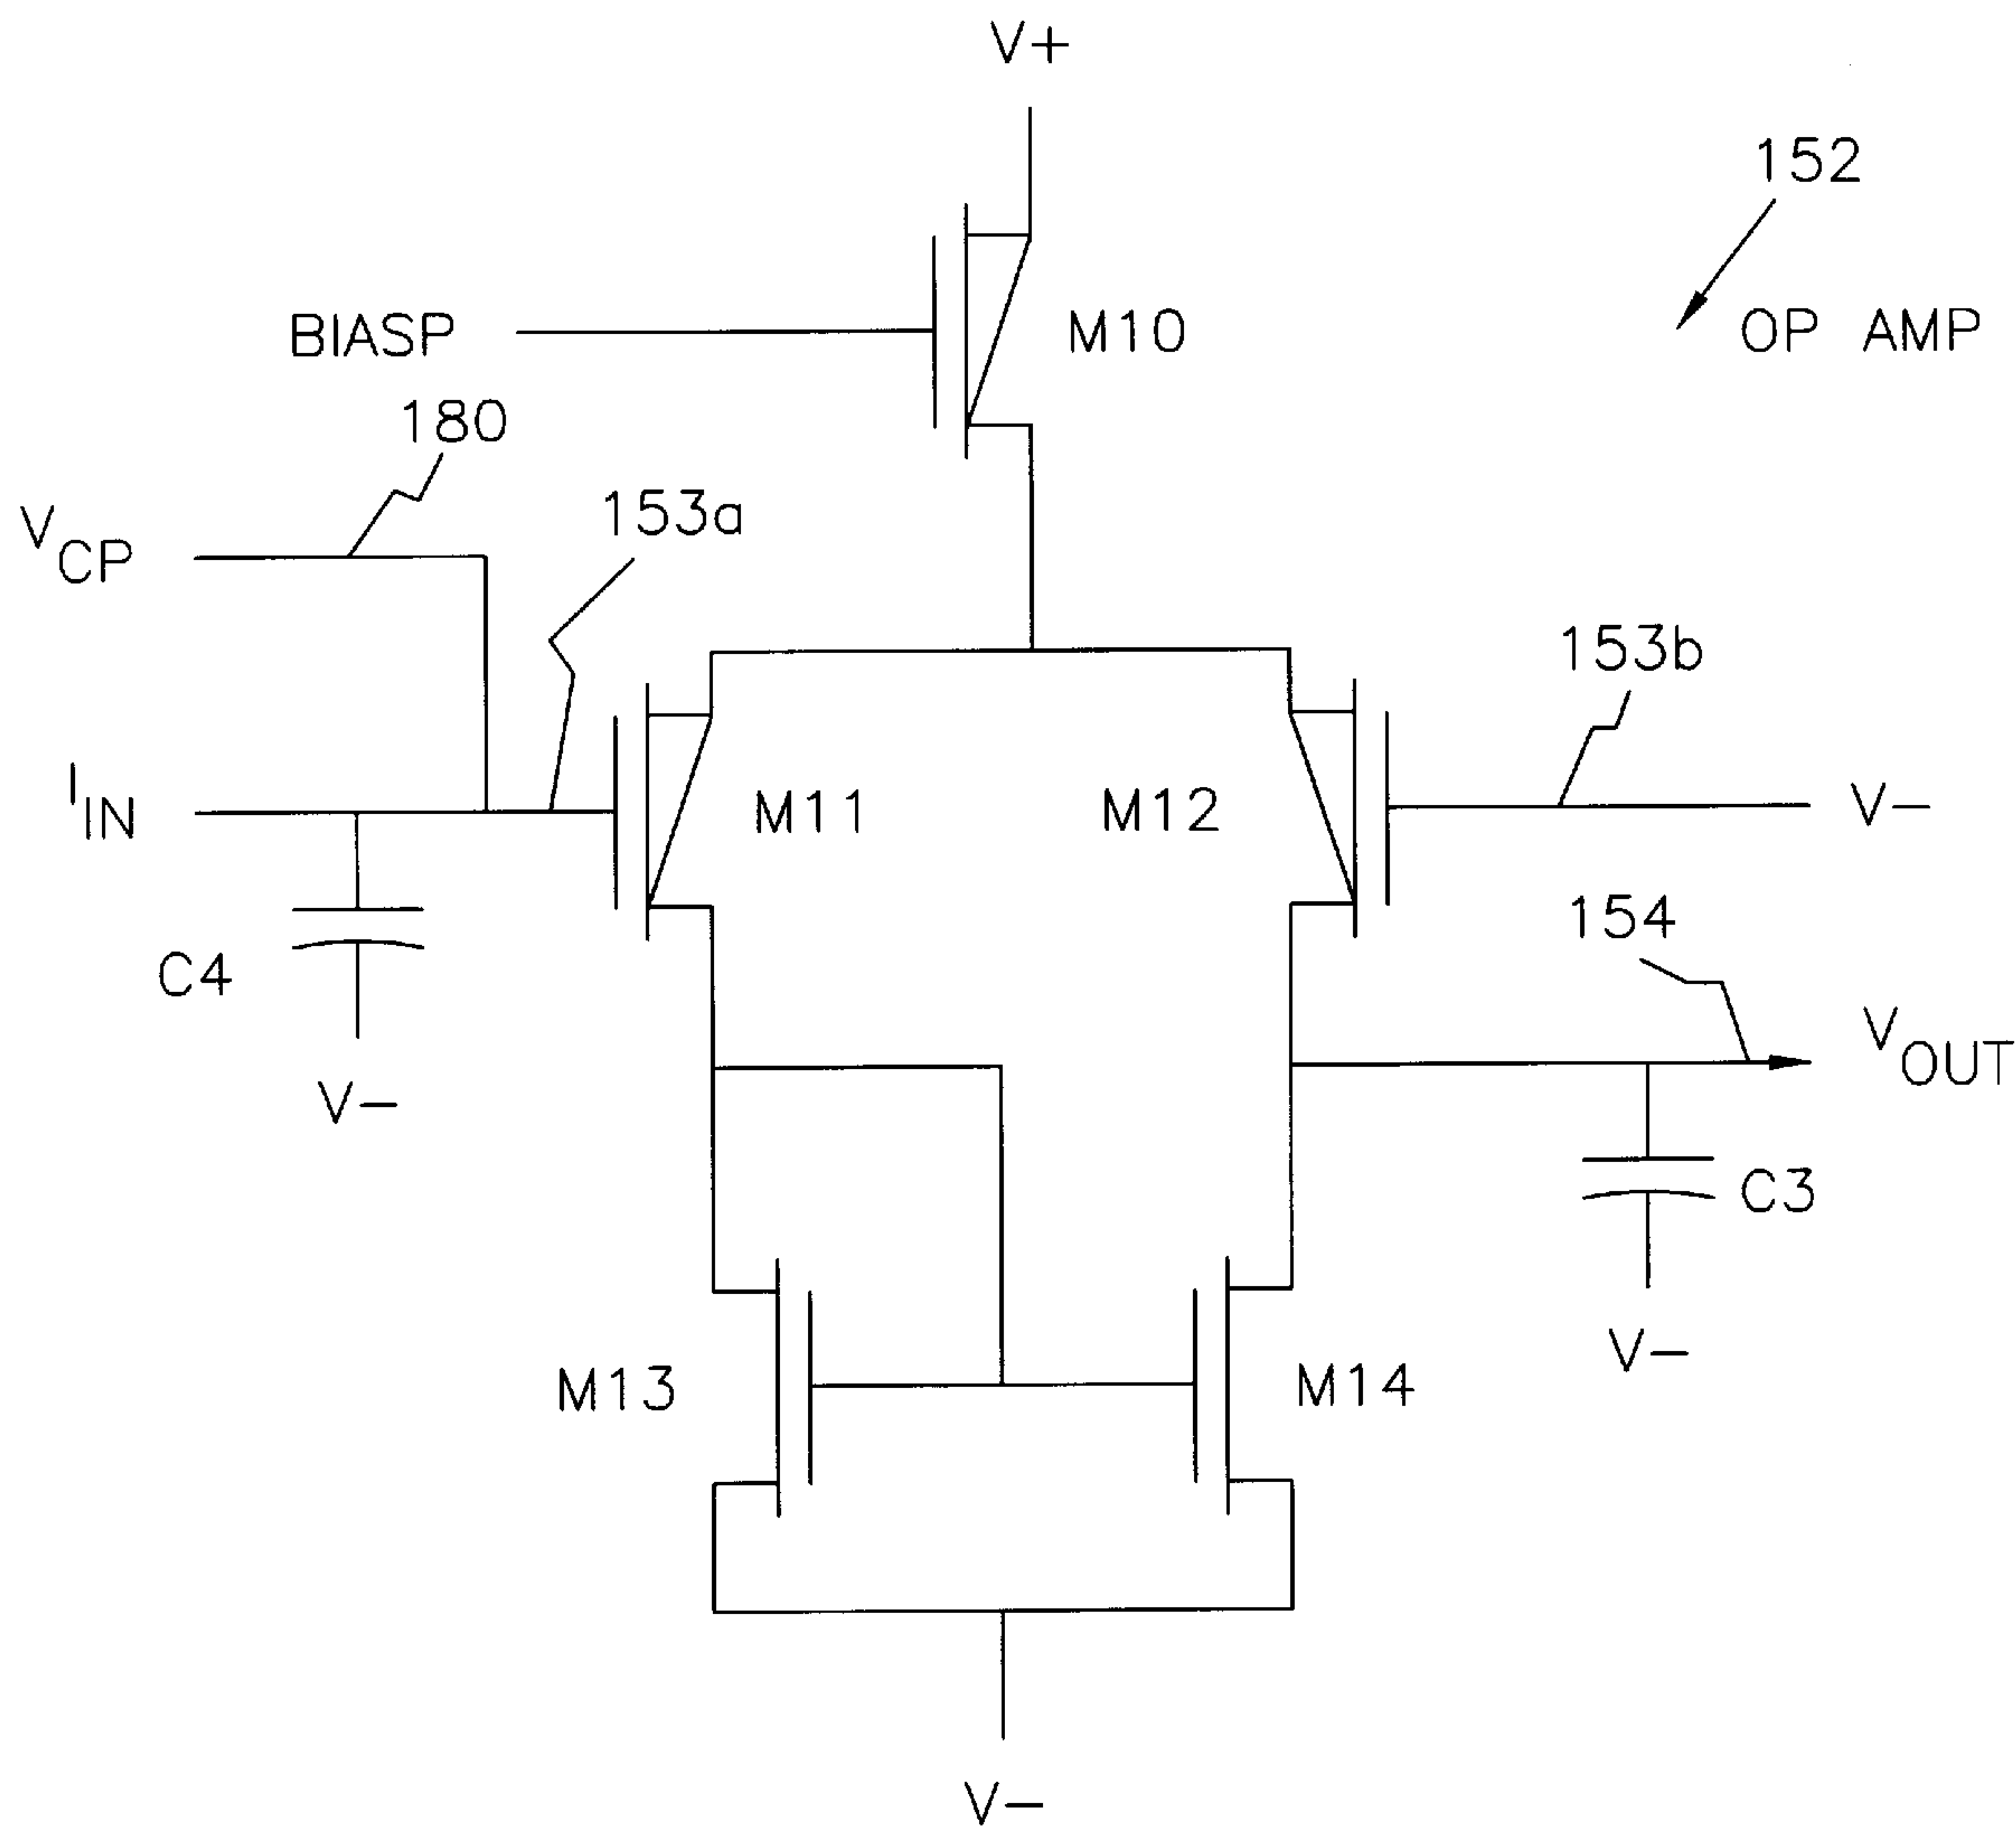 V+
152
BIASP
M10
OP AMP
180
153a
VCP
153b
IIN
M11
M12
V−
154
C4
VOUT
V−
C3
V−
M13
M14
V−